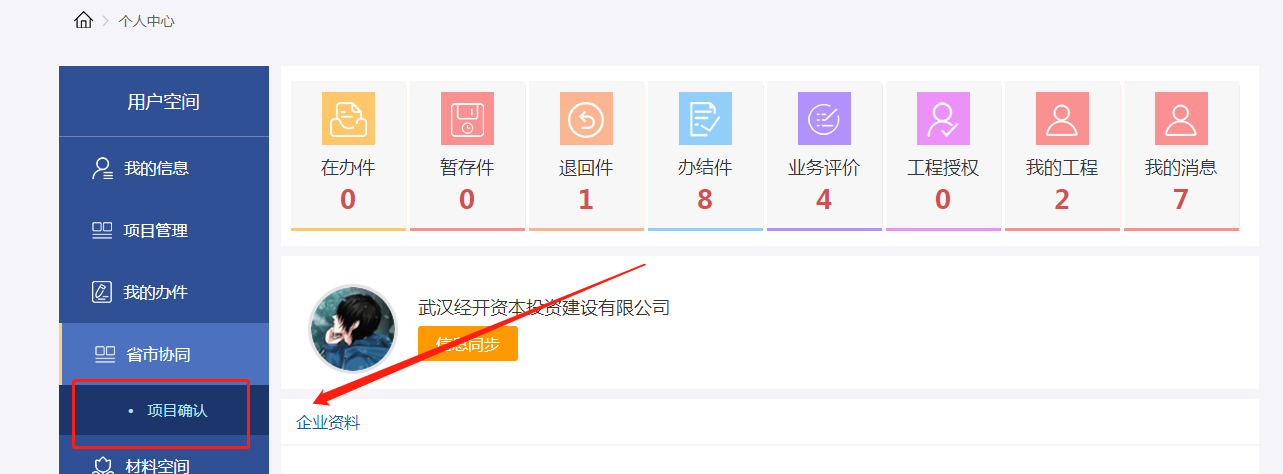 个人中心
用户空间
我的信息
项目管理
我的办件
省市协同
项目确认
材料空间
在办件 暂存件 退回件 办结件 业务评价 工程授权 我的工程 我的消息
0 0 1 8 4 0 2 7
武汉经开资本投资建设有限公司
信息同步
企业资料